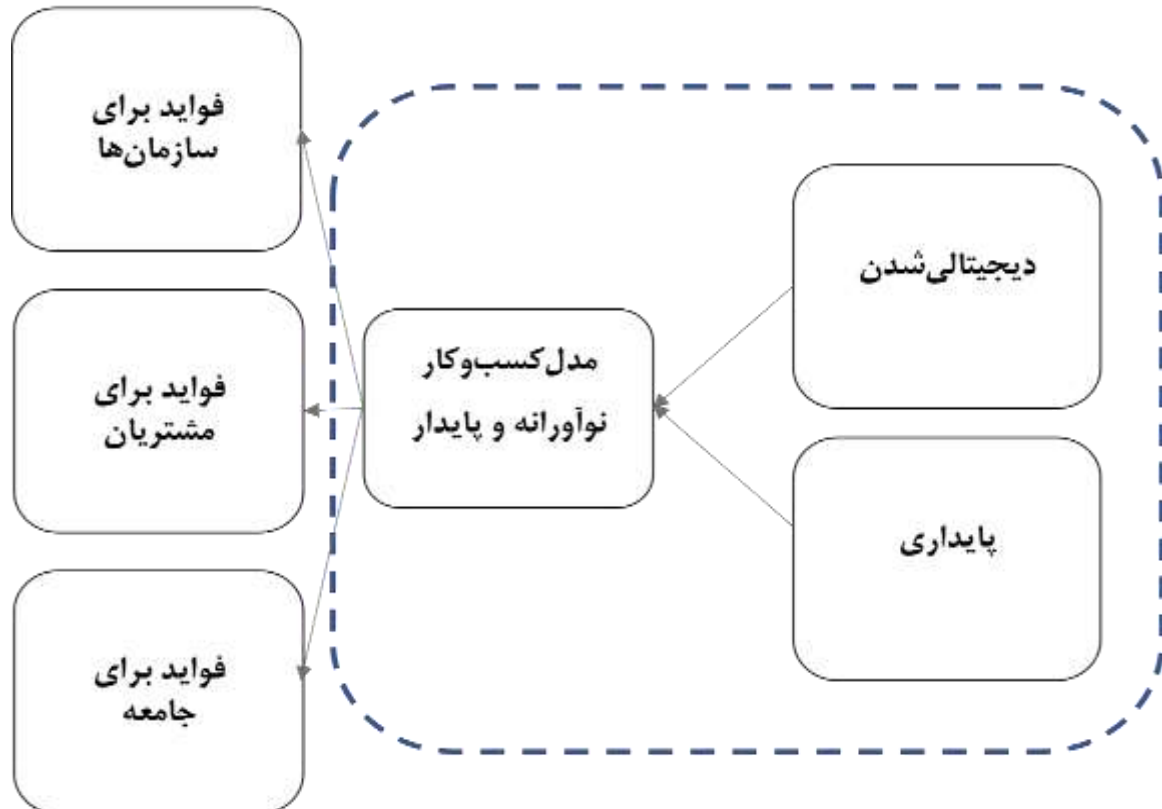 دیجیتالی‌شدن
پایداری
مدل‌کسب‌وکار
نوآورانه و پایدار
فواید برای
سازمان‌ها
فواید برای
مشتریان
فواید برای
جامعه